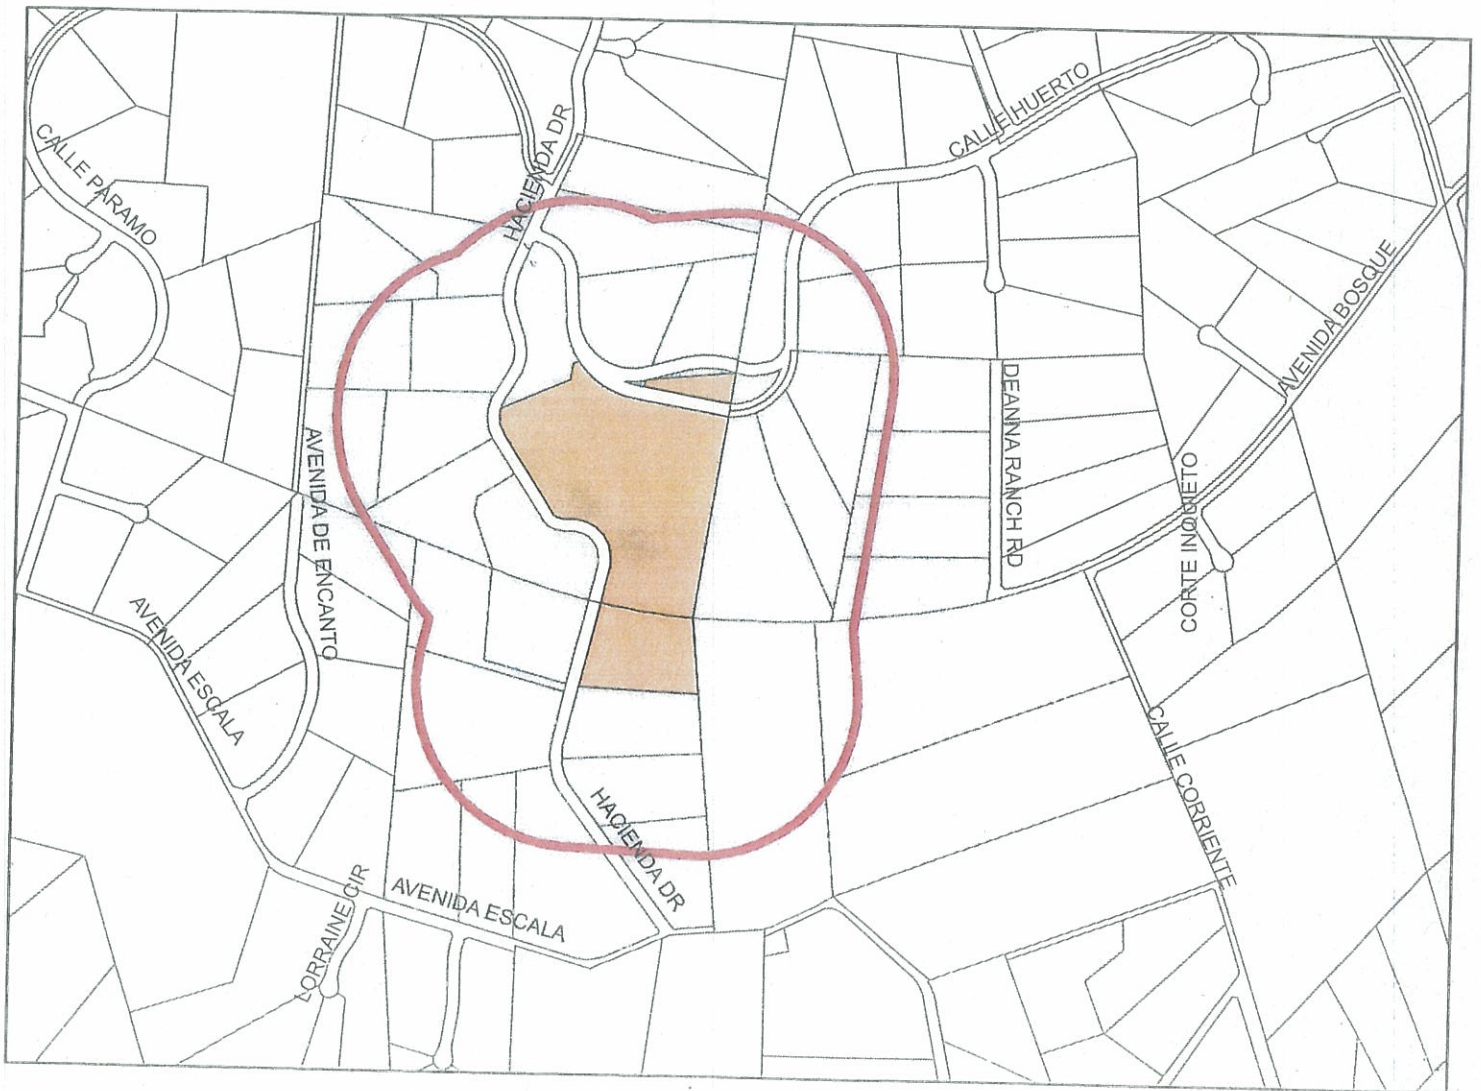 CALLE PARAMO
HACIENDA DR
CALLE HUERTO
AVENIDA BOSQUE
DEANNA RANCH RD
AVENIDA DE ENCANTO
CORTE INQUIETO
AVENIDA ESCALA
CALLE CORRIENTE
HACIENDA DR
AVENIDA ESCALA
LORRAINE CIR